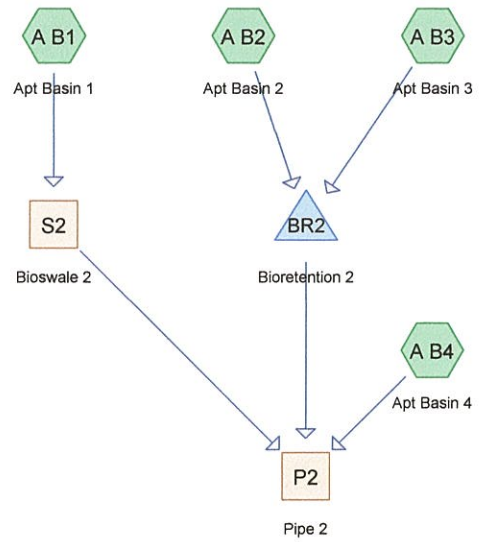 A B1
A B2
A B3
Apt Basin 1
Apt Basin 2
Apt Basin 3
S2
BR2
Bioswale 2
Bioretention 2
A B4
Apt Basin 4
P2
Pipe 2